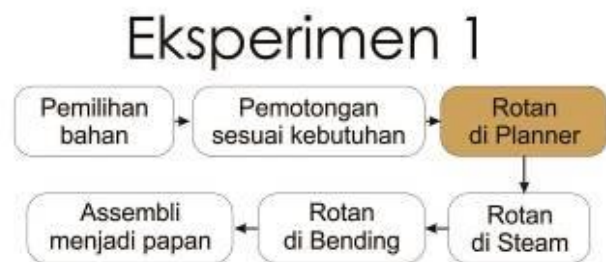 Eksperimen 1
Pemilihan
bahan
Pemotongan
sesuai kebutuhan
Rotan
di Planner
Rotan
di Steam
Rotan
di Bending
Assembli
menjadi papan